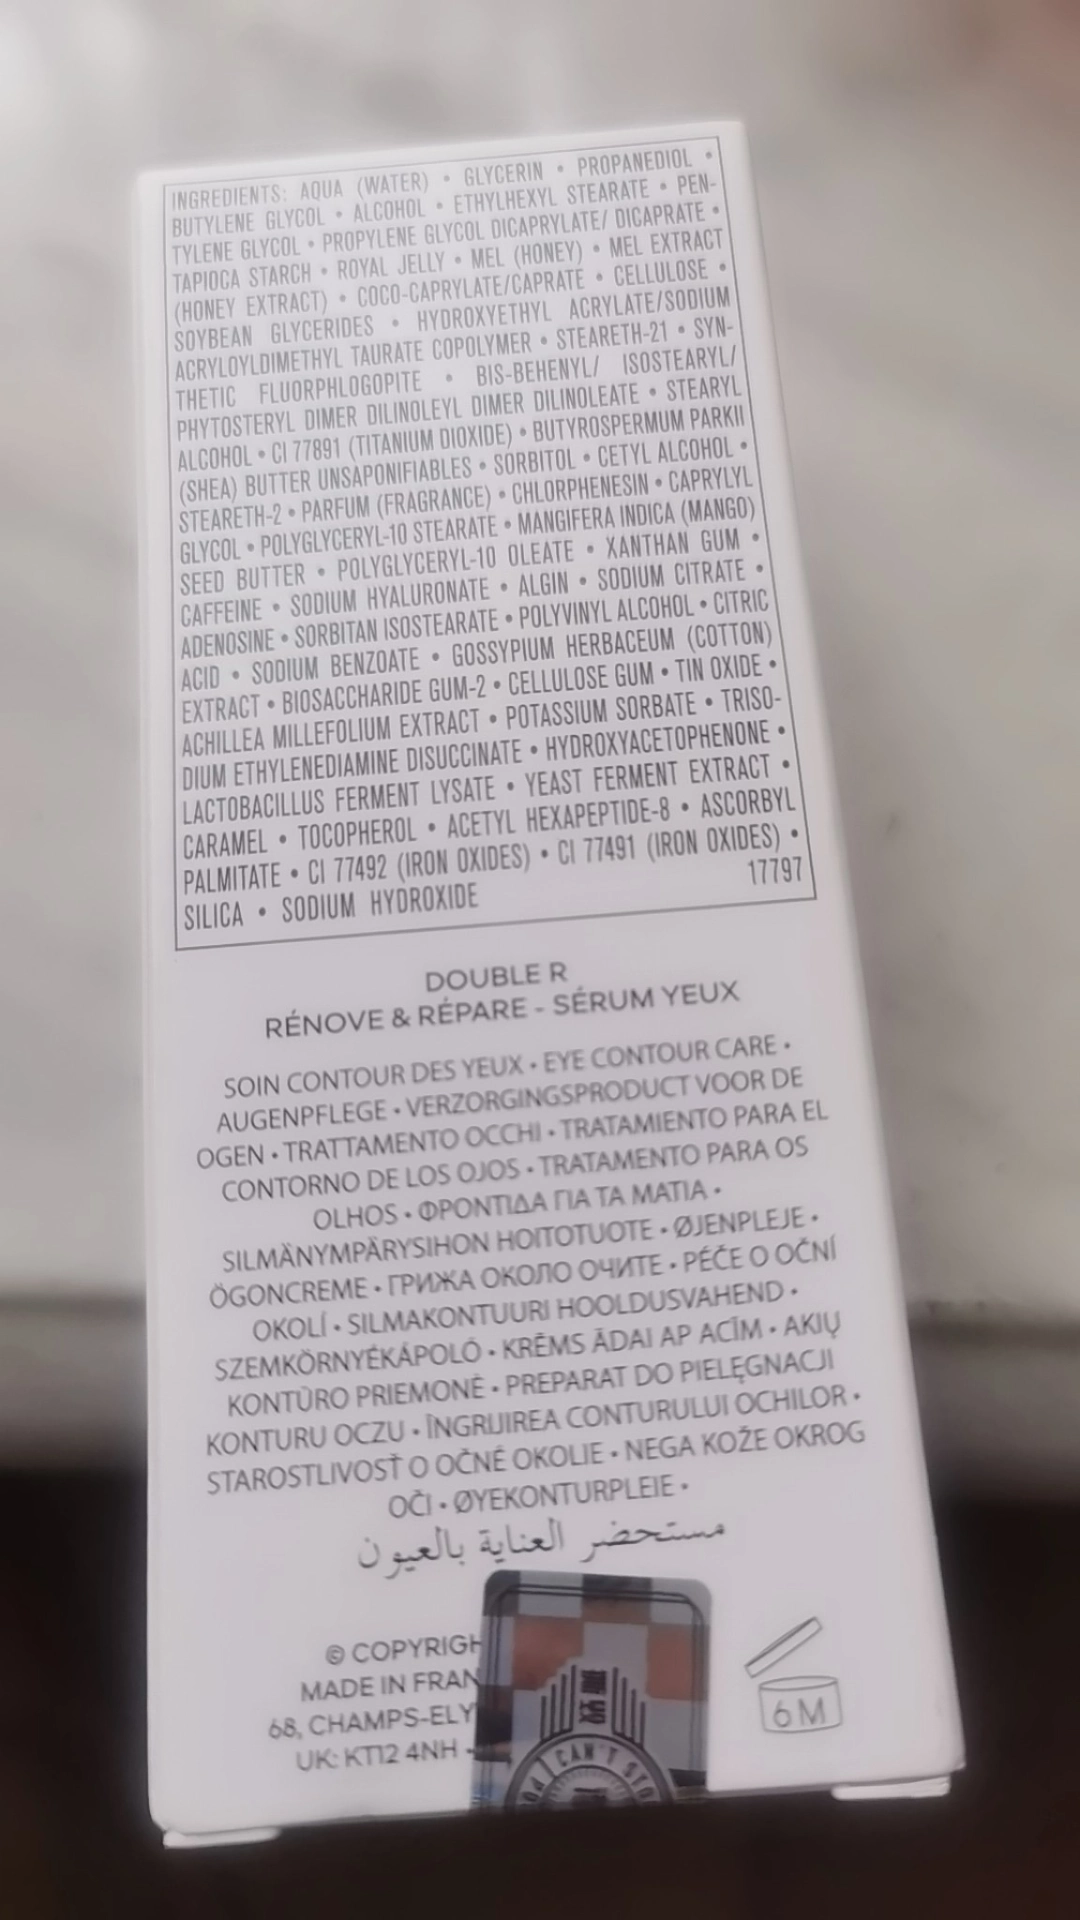 INGREDIENTS: AQUA (WATER) • GLYCERIN • PROPANEDIOL •
BUTYLENE GLYCOL • ALCOHOL • ETHYLHEXYL STEARATE • PEN-
TYLENE GLYCOL • PROPYLENE GLYCOL DICAPRYLATE/ DICAPRATE •
TAPIOCA STARCH • ROYAL JELLY • MEL (HONEY) • MEL EXTRACT
(HONEY EXTRACT) • COCO-CAPRYLATE/CAPRATE • CELLULOSE •
SOYBEAN GLYCERIDES • HYDROXYETHYL ACRYLATE/SODIUM
ACRYLOYLDIMETHYL TAURATE COPOLYMER • STEARETH-21 • SYN-
THETIC FLUORPHLOGOPITE • BIS-BEHENYL/ ISOSTEARYL/
PHYTOSTERYL DIMER DILINOLEYL DIMER DILINOLEATE • STEARYL
ALCOHOL • CI 77891 (TITANIUM DIOXIDE) • BUTYROSPERMUM PARKII
(SHEA) BUTTER UNSAPONIFIABLES • SORBITOL • CETYL ALCOHOL •
STEARETH-2 • PARFUM (FRAGRANCE) • CHLORPHENESIN • CAPRYLYL
GLYCOL • POLYGLYCERYL-10 STEARATE • MANGIFERA INDICA (MANGO)
SEED BUTTER • POLYGLYCERYL-10 OLEATE • XANTHAN GUM •
CAFFEINE • SODIUM HYALURONATE • ALGIN • SODIUM CITRATE •
ADENOSINE • SORBITAN ISOSTEARATE • POLYVINYL ALCOHOL • CITRIC
ACID • SODIUM BENZOATE • GOSSYPIUM HERBACEUM (COTTON)
EXTRACT • BIOSACCHARIDE GUM-2 • CELLULOSE GUM • TIN OXIDE •
ACHILLEA MILLEFOLIUM EXTRACT • POTASSIUM SORBATE • TRISO-
DIUM ETHYLENEDIAMINE DISUCCINATE • HYDROXYACETOPHENONE •
LACTOBACILLUS FERMENT LYSATE • YEAST FERMENT EXTRACT •
CARAMEL • TOCOPHEROL • ACETYL HEXAPEPTIDE-8 • ASCORBYL
PALMITATE • CI 77492 (IRON OXIDES) • CI 77491 (IRON OXIDES) •
SILICA • SODIUM HYDROXIDE 17797
DOUBLE R
RÉNOVE & RÉPARE - SÉRUM YEUX
SOIN CONTOUR DES YEUX • EYE CONTOUR CARE •
AUGENPFLEGE • VERZORGINGSPRODUCT VOOR DE
OGEN • TRATTAMENTO OCCHI • TRATAMIENTO PARA EL
CONTORNO DE LOS OJOS • TRATAMENTO PARA OS
OLHOS • ΦΡΟΝΤΙΔΑ ΓΙΑ ΤΑ ΜΑΤΙΑ •
SILMÄNYMPÄRYSIHON HOITOTUOTE • ØJENPLEJE •
ÖGONCREME • ГРИЖА ОКОЛО ОЧИТЕ • PÉČE O OČNÍ
OKOLÍ • SILMAKONTUURI HOOLDUSVAHEND •
SZEMKÖRNYÉKÁPOLÓ • KRĒMS ĀDAI AP ACĪM • AKIŲ
KONTŪRO PRIEMONĖ • PREPARAT DO PIELĘGNACJI
KONTURU OCZU • ÎNGRIJIREA CONTURULUI OCHILOR •
STAROSTLIVOSŤ O OČNÉ OKOLIE • NEGA KOŽE OKROG
OČI • ØYEKONTURPLEIE •
مستحضر العناية بالعيون
© COPYRIGH
MADE IN FRAN
68, CHAMPS-ELY
UK: KT12 4NH -
6M
CAN'T STO